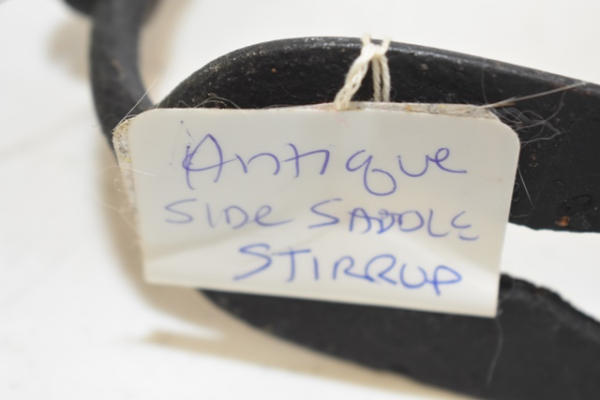 Antique
SIDE SADDLE
STIRRUP